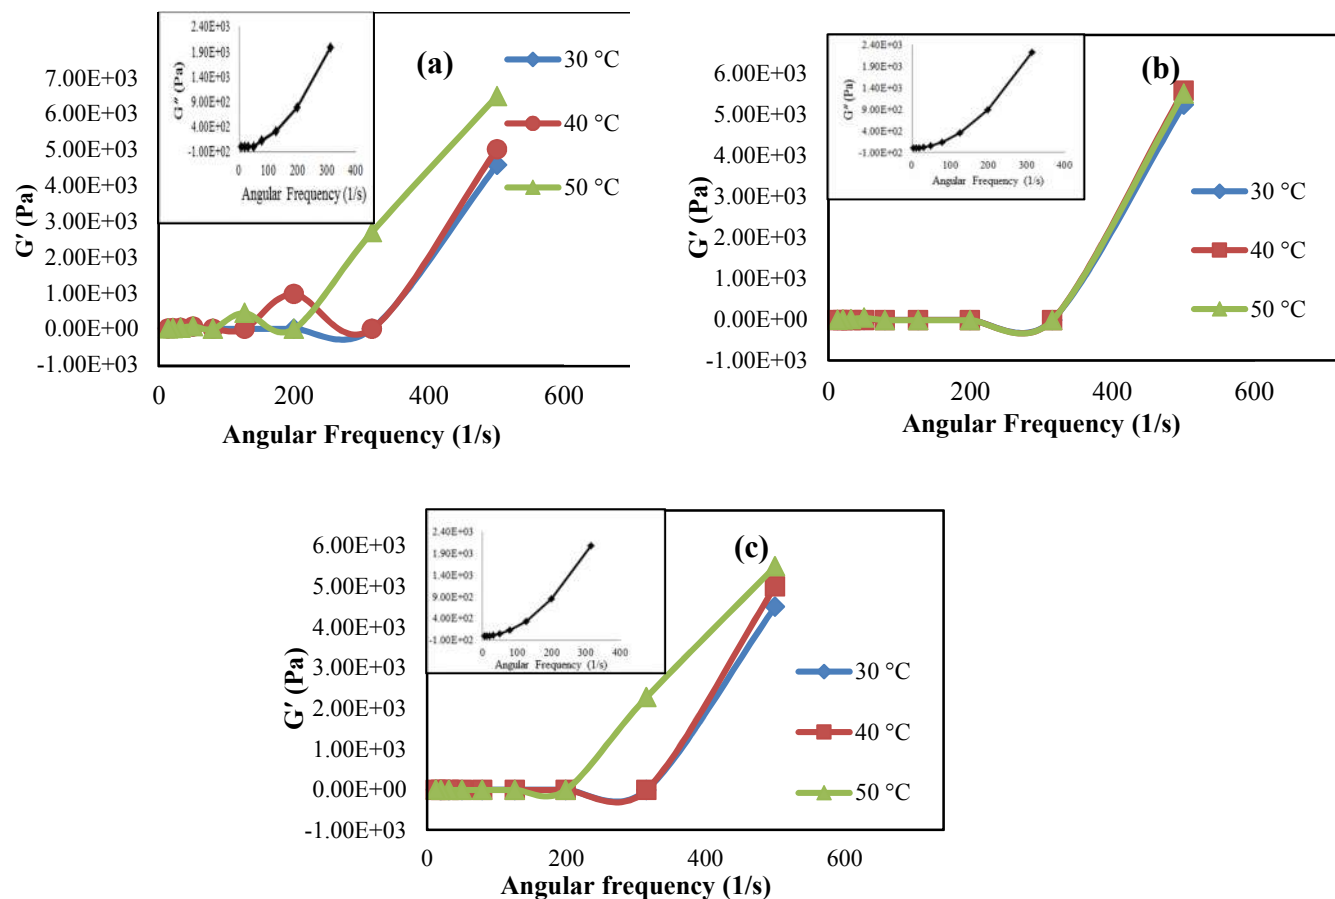 2.40E+03
1.90E+03
1.40E+03
9.00E+02
4.00E+02
-1.00E+02
G″ (Pa)
0 100 200 300 400
Angular Frequency (1/s)
(a)
30 °C
40 °C
50 °C
7.00E+03
6.00E+03
5.00E+03
4.00E+03
3.00E+03
2.00E+03
1.00E+03
0.00E+00
-1.00E+03
G′ (Pa)
0 200 400 600
Angular Frequency (1/s)
2.40E+03
1.90E+03
1.40E+03
9.00E+02
4.00E+02
-1.00E+02
G″ (Pa)
0 100 200 300 400
Angular Frequency (1/s)
(b)
30 °C
40 °C
50 °C
6.00E+03
5.00E+03
4.00E+03
3.00E+03
2.00E+03
1.00E+03
0.00E+00
-1.00E+03
G′ (Pa)
0 200 400 600
Angular Frequency (1/s)
2.40E+03
1.90E+03
1.40E+03
9.00E+02
4.00E+02
-1.00E+02
G″ (Pa)
0 100 200 300 400
Angular Frequency (1/s)
(c)
30 °C
40 °C
50 °C
6.00E+03
5.00E+03
4.00E+03
3.00E+03
2.00E+03
1.00E+03
0.00E+00
-1.00E+03
G′ (Pa)
0 200 400 600
Angular frequency (1/s)